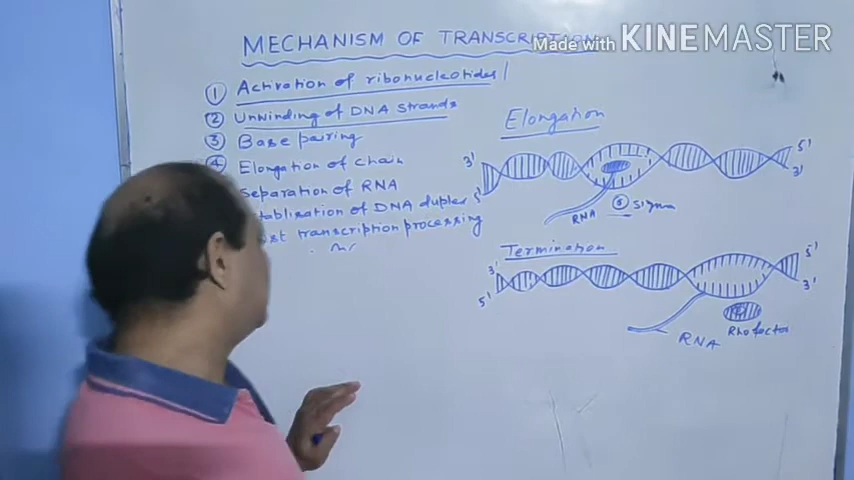 MECHANISM OF TRANSCRIPTION
Made with KINEMASTER
① Activation of ribonucleotides
② Unwinding of DNA Strands
③ Base pairing
④ Elongation of chain
Separation of RNA
DNA duplex
transcription processing
Elongation
3'
5'
5'
3'
RNA
Sigma
Termination
3'
5'
5'
3'
RNA
Rho factor